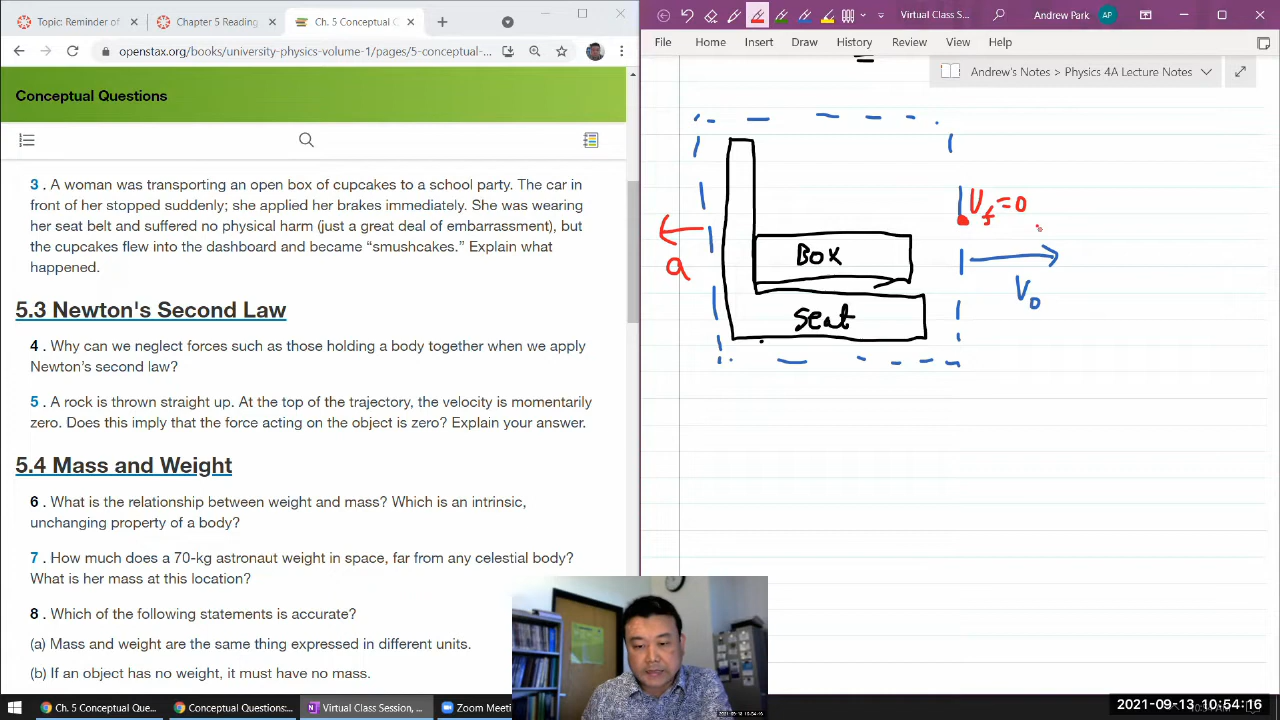 Topic: Reminder of
Chapter 5 Reading
Ch. 5 Conceptual C
openstax.org/books/university-physics-volume-1/pages/5-conceptual-...
Conceptual Questions
3 . A woman was transporting an open box of cupcakes to a school party. The car in
front of her stopped suddenly; she applied her brakes immediately. She was wearing
her seat belt and suffered no physical harm (just a great deal of embarrassment), but
the cupcakes flew into the dashboard and became “smushcakes.” Explain what
happened.
5.3 Newton's Second Law
4 . Why can we neglect forces such as those holding a body together when we apply
Newton’s second law?
5 . A rock is thrown straight up. At the top of the trajectory, the velocity is momentarily
zero. Does this imply that the force acting on the object is zero? Explain your answer.
5.4 Mass and Weight
6 . What is the relationship between weight and mass? Which is an intrinsic,
unchanging property of a body?
7 . How much does a 70-kg astronaut weight in space, far from any celestial body?
What is her mass at this location?
8 . Which of the following statements is accurate?
(a) Mass and weight are the same thing expressed in different units.
(b) If an object has no weight, it must have no mass.
Virtual Class Ses...
Andrew Park
AP
File Home Insert Draw History Review View Help
Andrew's Notes > Physics 4A Lecture Notes
Vf=0
a
Box
V0
Seat
Ch. 5 Conceptual Que...
Conceptual Questions:...
Virtual Class Session, ...
Zoom Meeti
2021-09-13 10:54:16